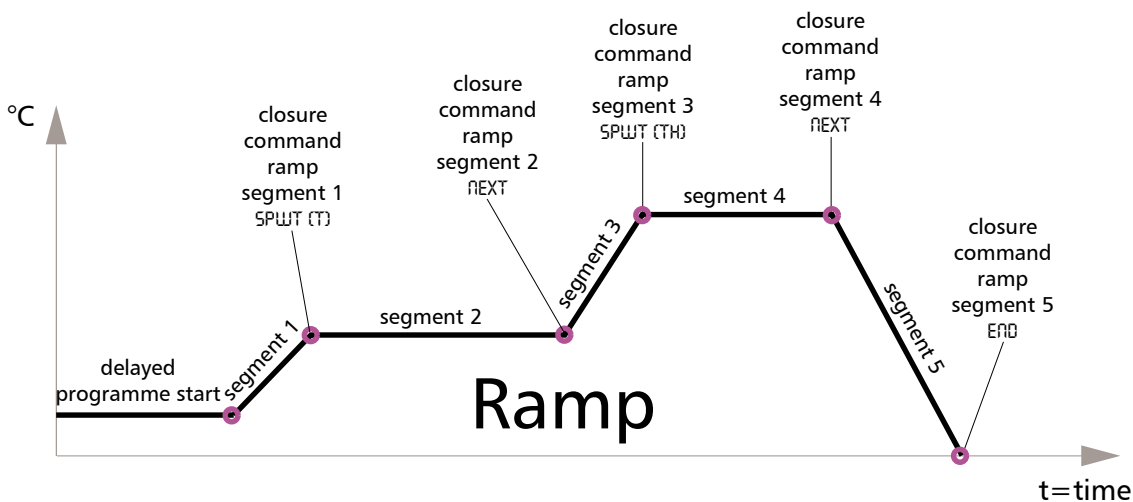 °C
closure
command
ramp
segment 1
SPWT (T)
closure
command
ramp
segment 2
NEXT
closure
command
ramp
segment 3
SPWT (TH)
closure
command
ramp
segment 4
NEXT
closure
command
ramp
segment 5
END
delayed
programme start
segment 1
segment 2
segment 3
segment 4
segment 5
Ramp
t=time